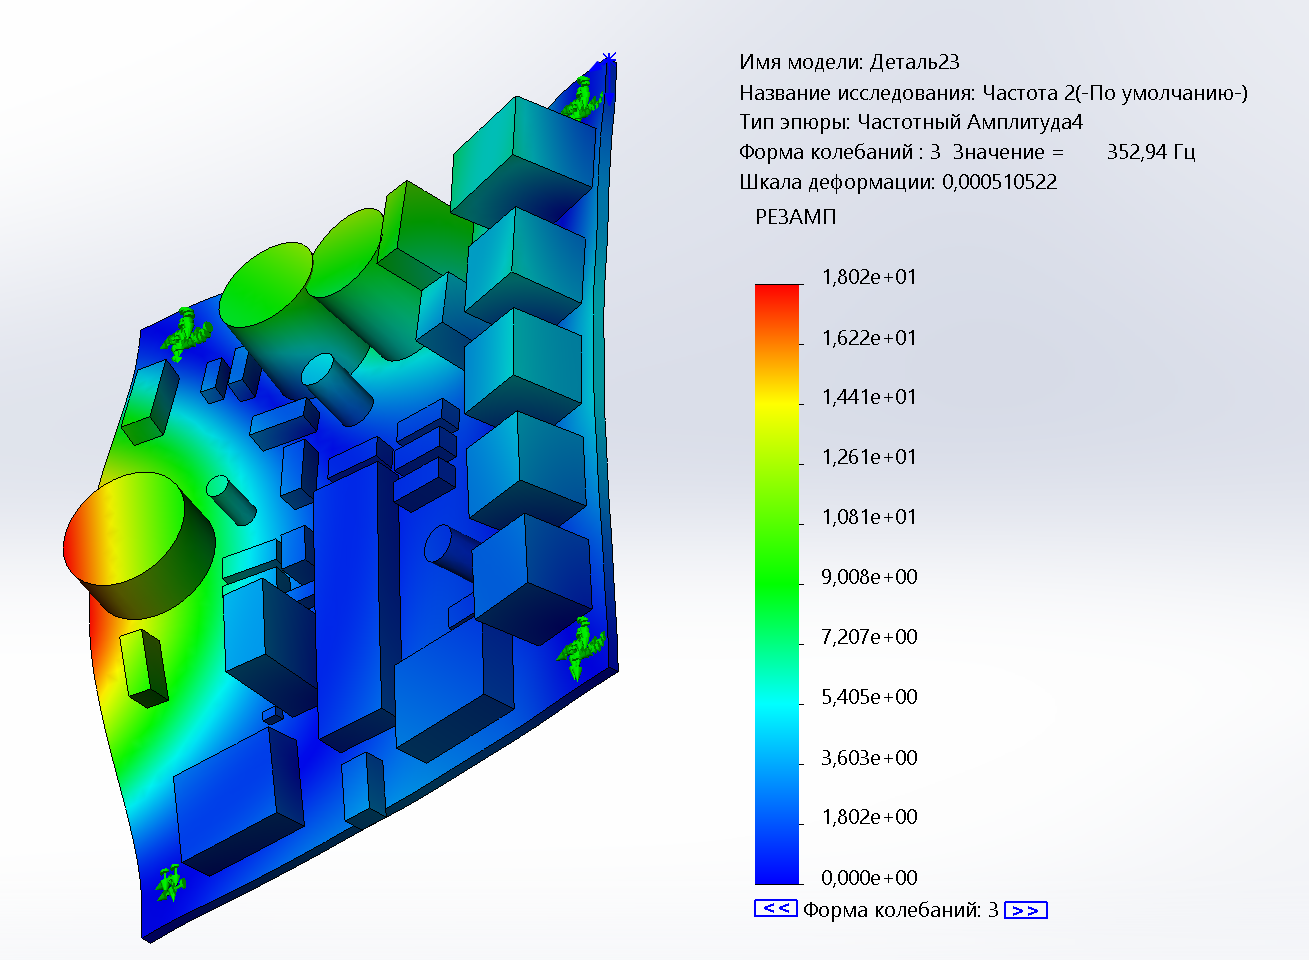 Имя модели: Деталь23
Название исследования: Частота 2(-По умолчанию-)
Тип эпюры: Частотный Амплитуда4
Форма колебаний : 3 Значение = 352,94 Гц
Шкала деформации: 0,000510522
РЕЗАМП
1,802e+01
1,622e+01
1,441e+01
1,261e+01
1,081e+01
9,008e+00
7,207e+00
5,405e+00
3,603e+00
1,802e+00
0,000e+00
<< Форма колебаний: 3 >>